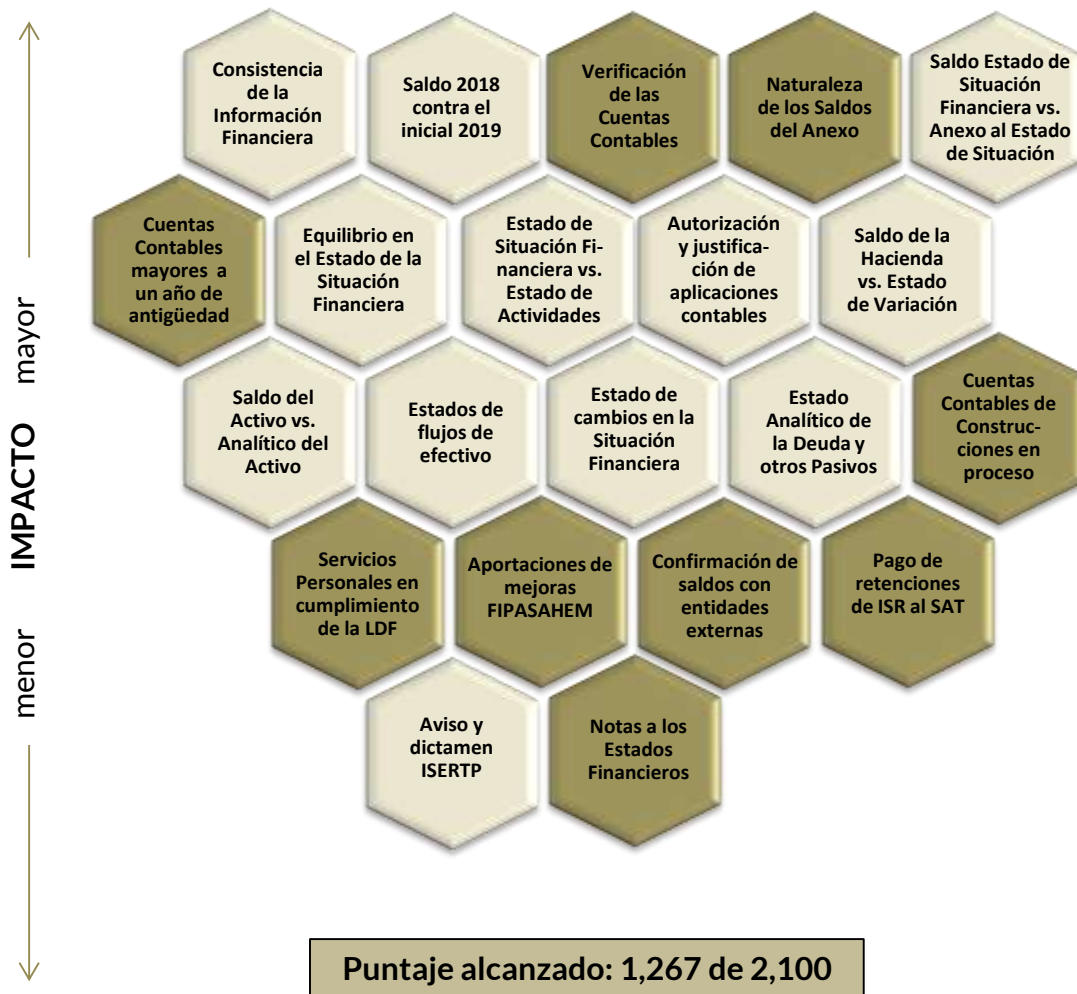 Consistencia
de la
Información
Financiera
Saldo 2018
contra el
inicial 2019
Verificación
de las
Cuentas
Contables
Naturaleza
de los Saldos
del Anexo
Saldo Estado de
Situación
Financiera vs.
Anexo al Estado
de Situación
Cuentas
Contables
mayores a
un año de
antigüedad
Equilibrio en
el Estado de la
Situación
Financiera
Estado de
Situación Fi-
nanciera vs.
Estado de
Actividades
Autorización
y justifica-
ción de
aplicaciones
contables
Saldo de la
Hacienda
vs. Estado
de Variación
Saldo del
Activo vs.
Analítico del
Activo
Estados de
flujos de
efectivo
Estado de
cambios en la
Situación
Financiera
Estado
Analítico de
la Deuda y
otros Pasivos
Cuentas
Contables de
Construc-
ciones en
proceso
Servicios
Personales en
cumplimiento
de la LDF
Aportaciones de
mejoras
FIPASAHEM
Confirmación de
saldos con
entidades
externas
Pago de
retenciones
de ISR al SAT
Aviso y
dictamen
ISERTP
Notas a los
Estados
Financieros
menor IMPACTO mayor
Puntaje alcanzado: 1,267 de 2,100